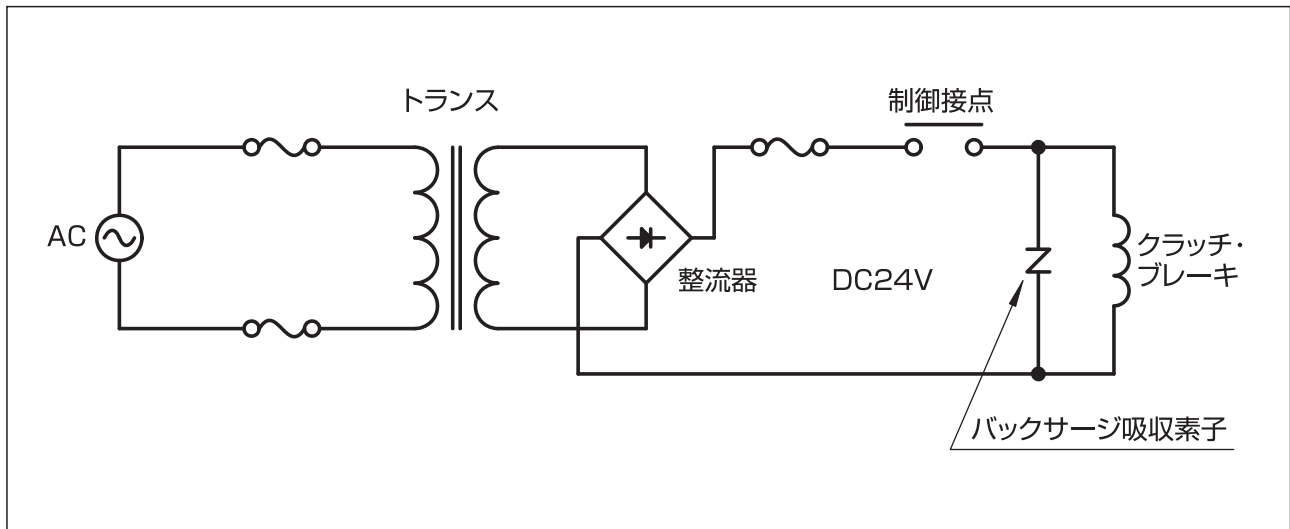 トランス
制御接点
AC
整流器
DC24V
クラッチ・
ブレーキ
バックサージ吸収素子